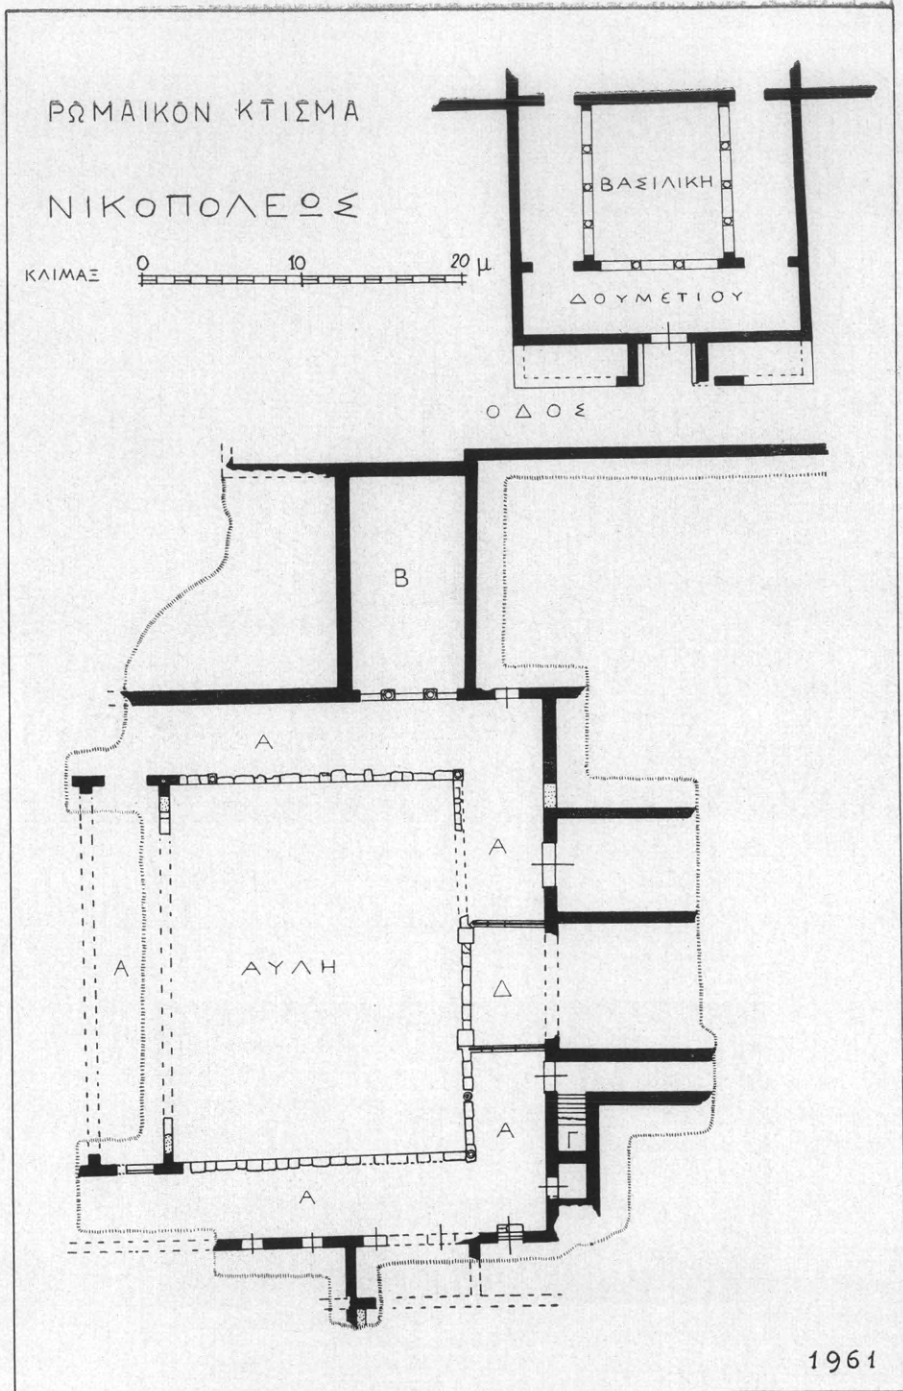 ΡΩΜΑΙΚΟΝ ΚΤΙΣΜΑ
ΝΙΚΟΠΟΛΕΩΣ
ΚΛΙΜΑΞ 0 10 20 μ
ΒΑΣΙΛΙΚΗ
ΔΟΥΜΕΤΙΟΥ
ΟΔΟΣ
Β
Α
Α
Α
ΑΥΛΗ
Δ
Α
Γ
Α
1961